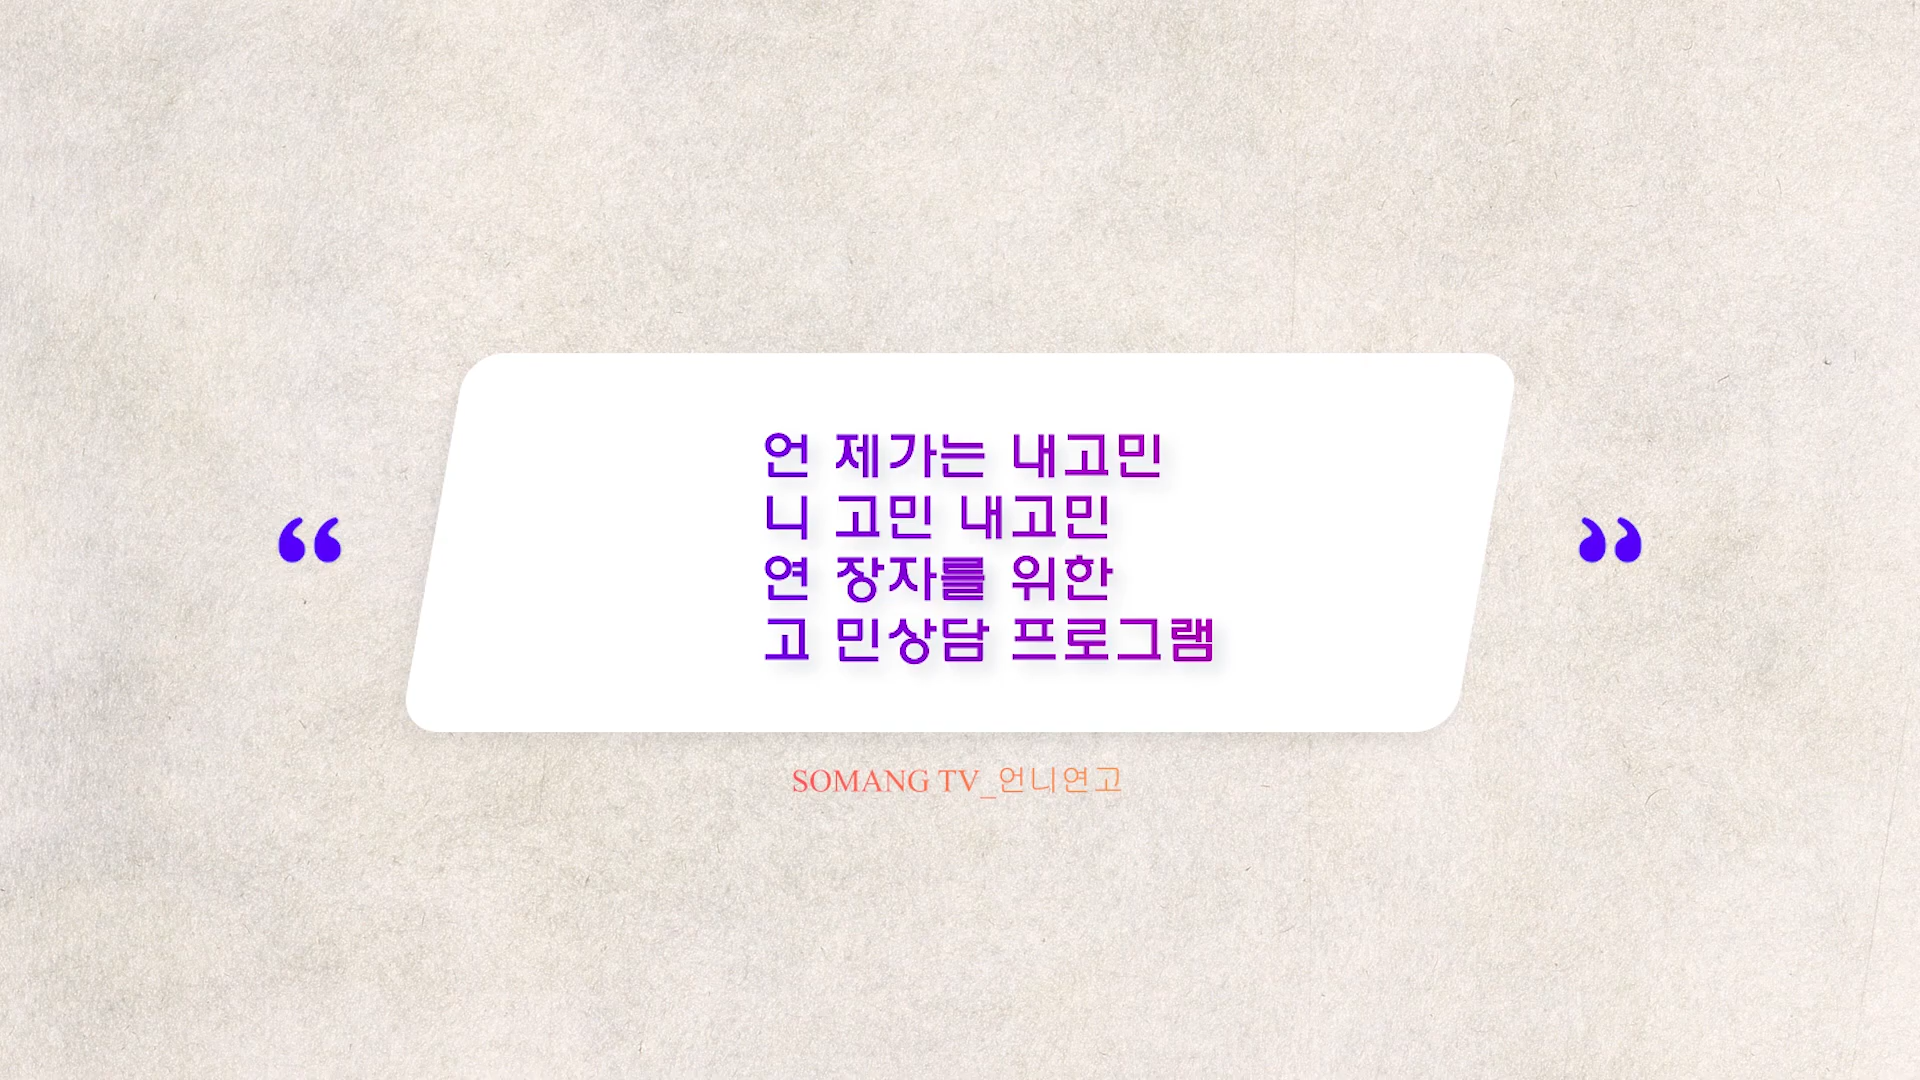 “
언 제가는 내고민
니 고민 내고민
연 장자를 위한
고 민상담 프로그램
”
SOMANG TV_언니연고